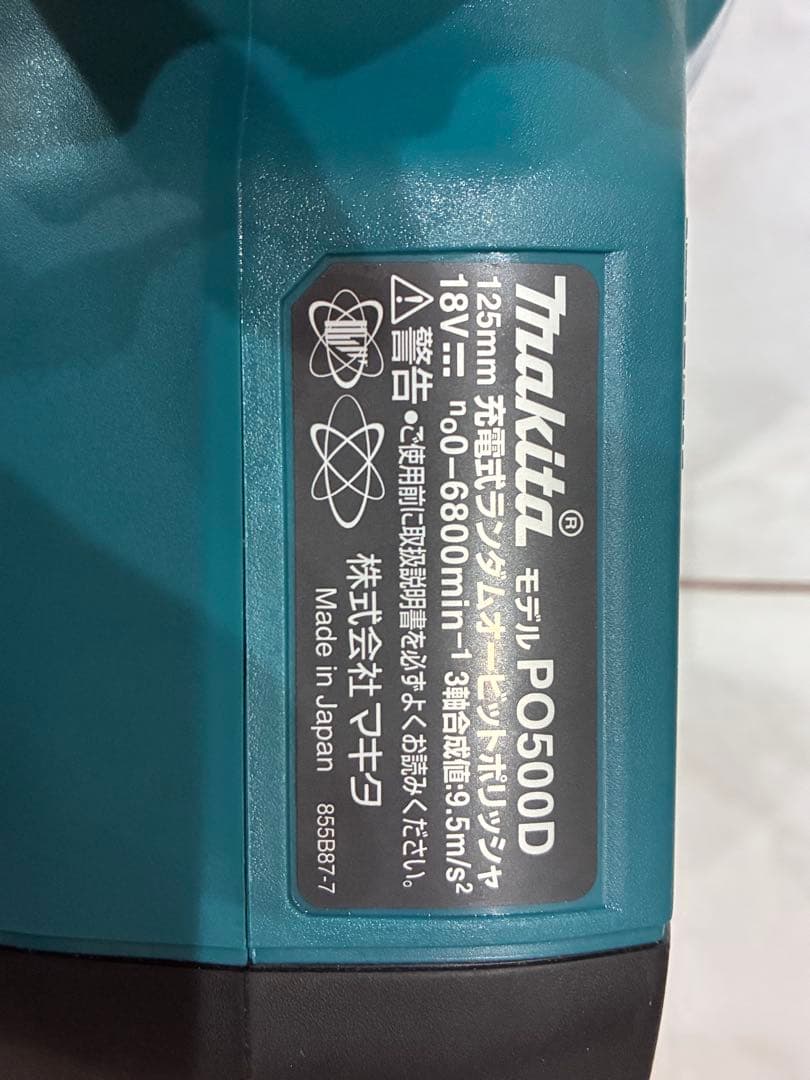 makita® モデル PO500D
125mm 充電式ランダムオービットポリッシャ
18V⎓ n₀0-6800min⁻¹ 3軸合成値:9.5m/s²
⚠警告 •ご使用前に取扱説明書を必ずよくお読みください。
株式会社 マキタ
Made in Japan 855B87-7